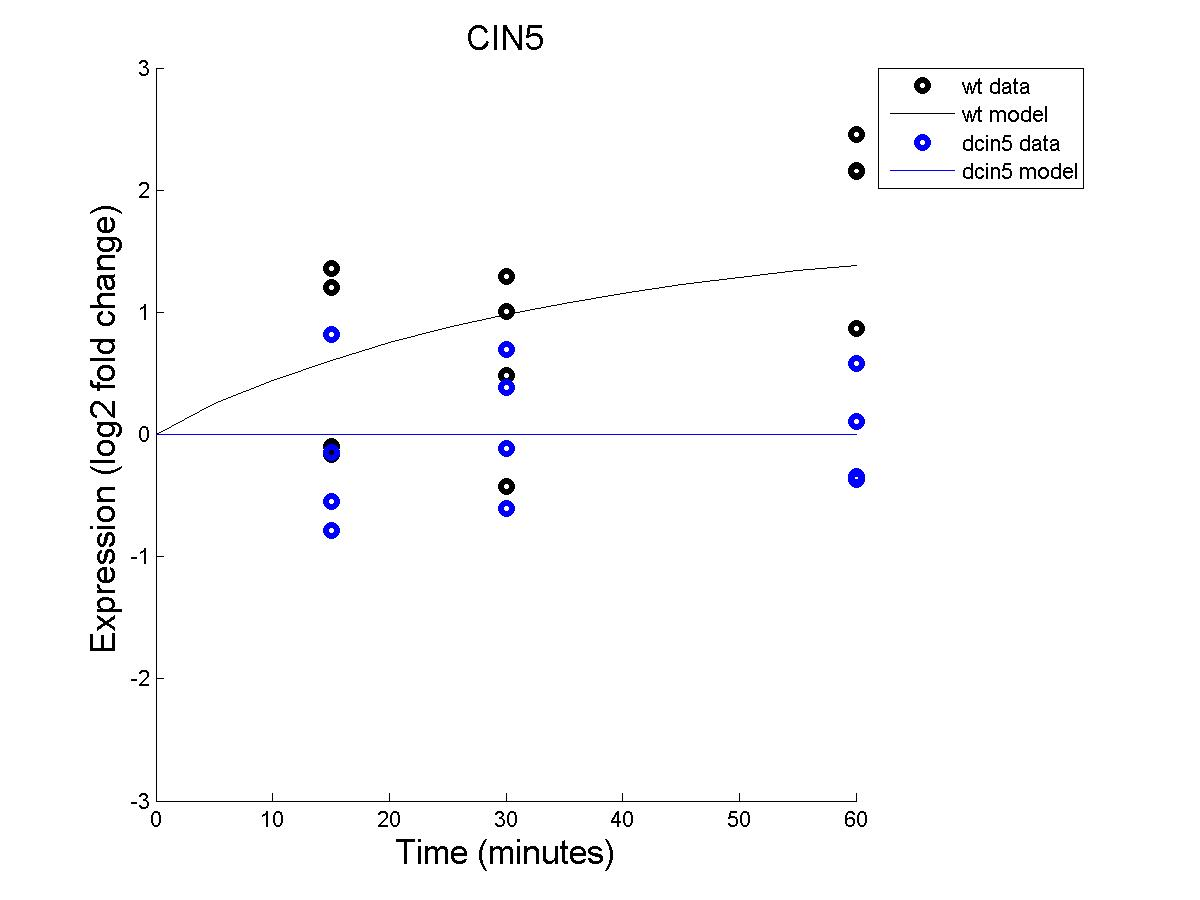 CIN5
wt data
wt model
dcin5 data
dcin5 model
3
2
1
0
-1
-2
-3
Expression (log2 fold change)
0 10 20 30 40 50 60
Time (minutes)